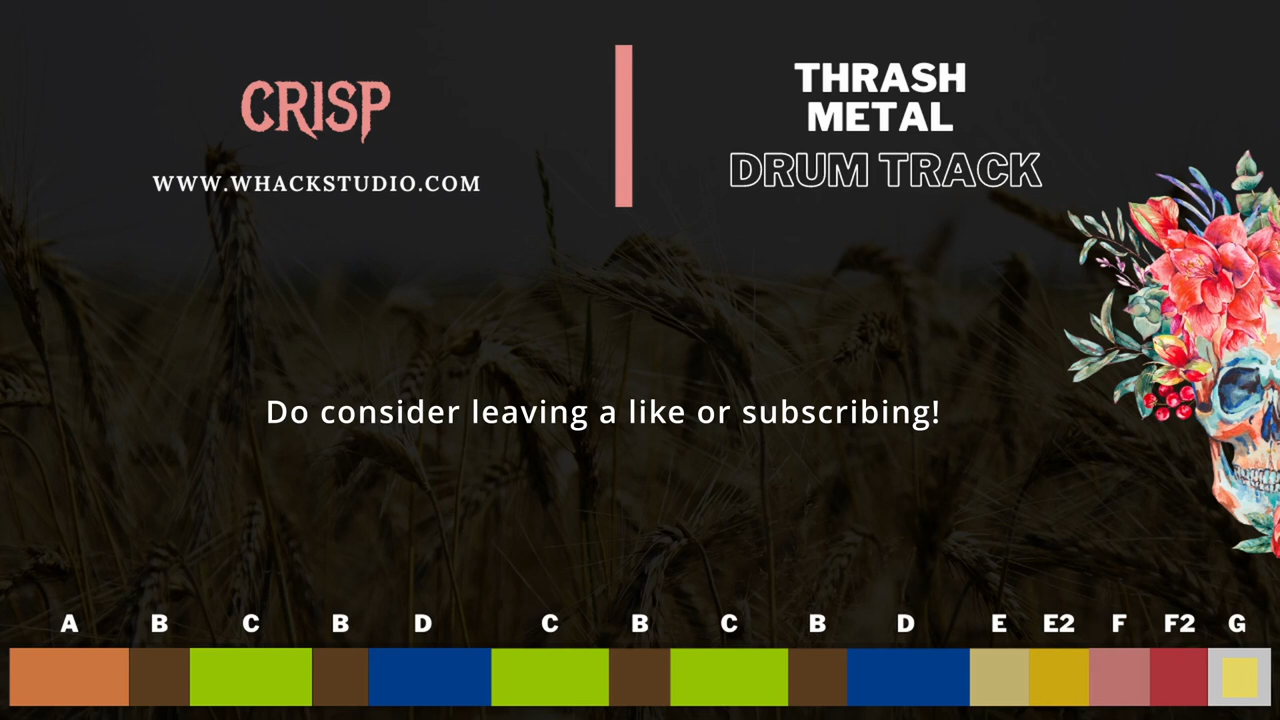 CRISP
WWW.WHACKSTUDIO.COM
THRASH
METAL
DRUM TRACK
Do consider leaving a like or subscribing!
A B C B D C B C B D E E2 F F2 G